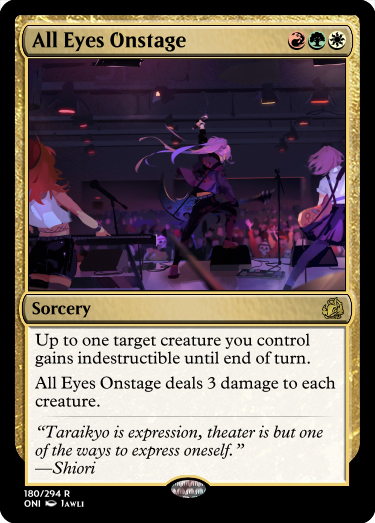 All Eyes Onstage
Sorcery
Up to one target creature you control
gains indestructible until end of turn.
All Eyes Onstage deals 3 damage to each
creature.
“Taraikyo is expression, theater is but one
of the ways to express oneself.”
—Shiori
180/294 R
ONI Jawli